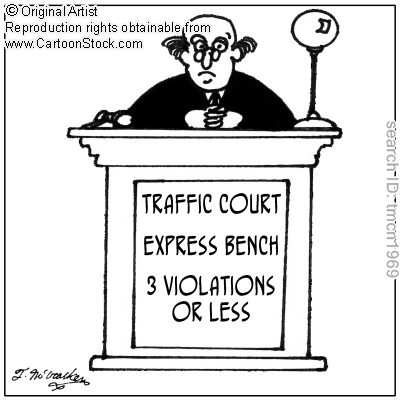 © Original Artist
Reproduction rights obtainable from
www.CartoonStock.com
TRAFFIC COURT
EXPRESS BENCH
3 VIOLATIONS
OR LESS
search ID: tmcm1969